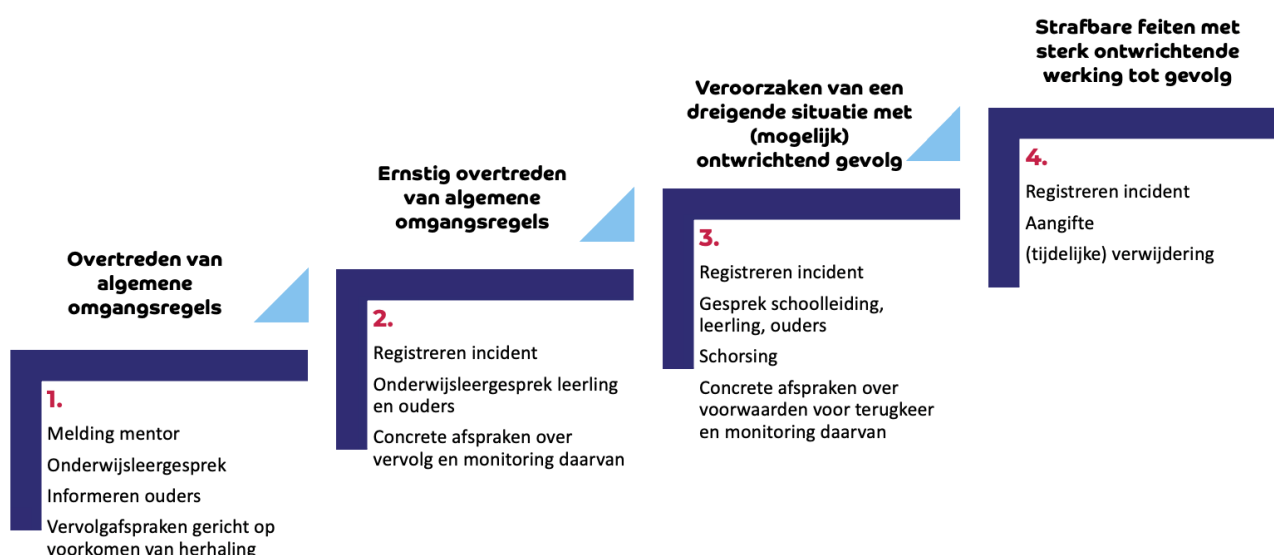 Overtreden van
algemene
omgangsregels
1.
Melding mentor
Onderwijsleergesprek
Informeren ouders
Vervolgafspraken gericht op
voorkomen van herhaling
Ernstig overtreden
van algemene
omgangsregels
2.
Registreren incident
Onderwijsleergesprek leerling
en ouders
Concrete afspraken over
vervolg en monitoring daarvan
Veroorzaken van een
dreigende situatie met
(mogelijk)
ontwrichtend gevolg
3.
Registreren incident
Gesprek schoolleiding,
leerling, ouders
Schorsing
Concrete afspraken over
voorwaarden voor terugkeer
en monitoring daarvan
Strafbare feiten met
sterk ontwrichtende
werking tot gevolg
4.
Registreren incident
Aangifte
(tijdelijke) verwijdering